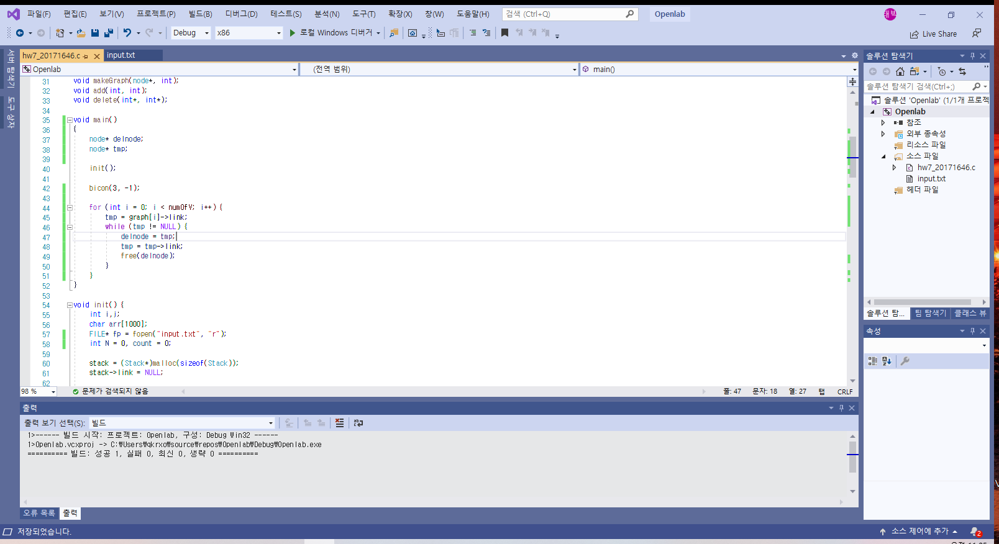 파일(F) 편집(E) 보기(V) 프로젝트(P) 빌드(B) 디버그(D) 테스트(S) 분석(N) 도구(T) 확장(X) 창(W) 도움말(H) 검색 (Ctrl+Q) Openlab
Debug x86 로컬 Windows 디버거 Live Share
서버 탐색기
도구 상자
hw7_20171646.c input.txt
Openlab (전역 범위) main()
31 void makeGraph(node*, int);
32 void add(int, int);
33 void delete(int*, int*);
34
35 void main()
36 {
37 node* delnode;
38 node* tmp;
39
40 init();
41
42 bicon(3, -1);
43
44 for (int i = 0; i < numOfV; i++) {
45 tmp = graph[i]->link;
46 while (tmp != NULL) {
47 delnode = tmp;
48 tmp = tmp->link;
49 free(delnode);
50 }
51 }
52 }
53
54 void init() {
55 int i,j;
56 char arr[1000];
57 FILE* fp = fopen("input.txt", "r");
58 int N = 0, count = 0;
59
60 stack = (Stack*)malloc(sizeof(Stack));
61 stack->link = NULL;
62
98 % 문제가 검색되지 않음 줄: 47 문자: 18 열: 27 탭 CRLF
출력
출력 보기 선택(S): 빌드
1>------ 빌드 시작: 프로젝트: Openlab, 구성: Debug Win32 ------
1>Openlab.vcxproj -> C:\Users\qkrxo\source\repos\Openlab\Debug\Openlab.exe
========== 빌드: 성공 1, 실패 0, 최신 0, 생략 0 ==========
오류 목록 출력
솔루션 탐색기
솔루션 탐색기 검색(Ctrl+;)
솔루션 'Openlab' (1/1개 프로젝
Openlab
참조
외부 종속성
리소스 파일
소스 파일
hw7_20171646.c
input.txt
헤더 파일
솔루션 탐... 팀 탐색기 클래스 뷰
속성
저장되었습니다. 소스 제어에 추가 2